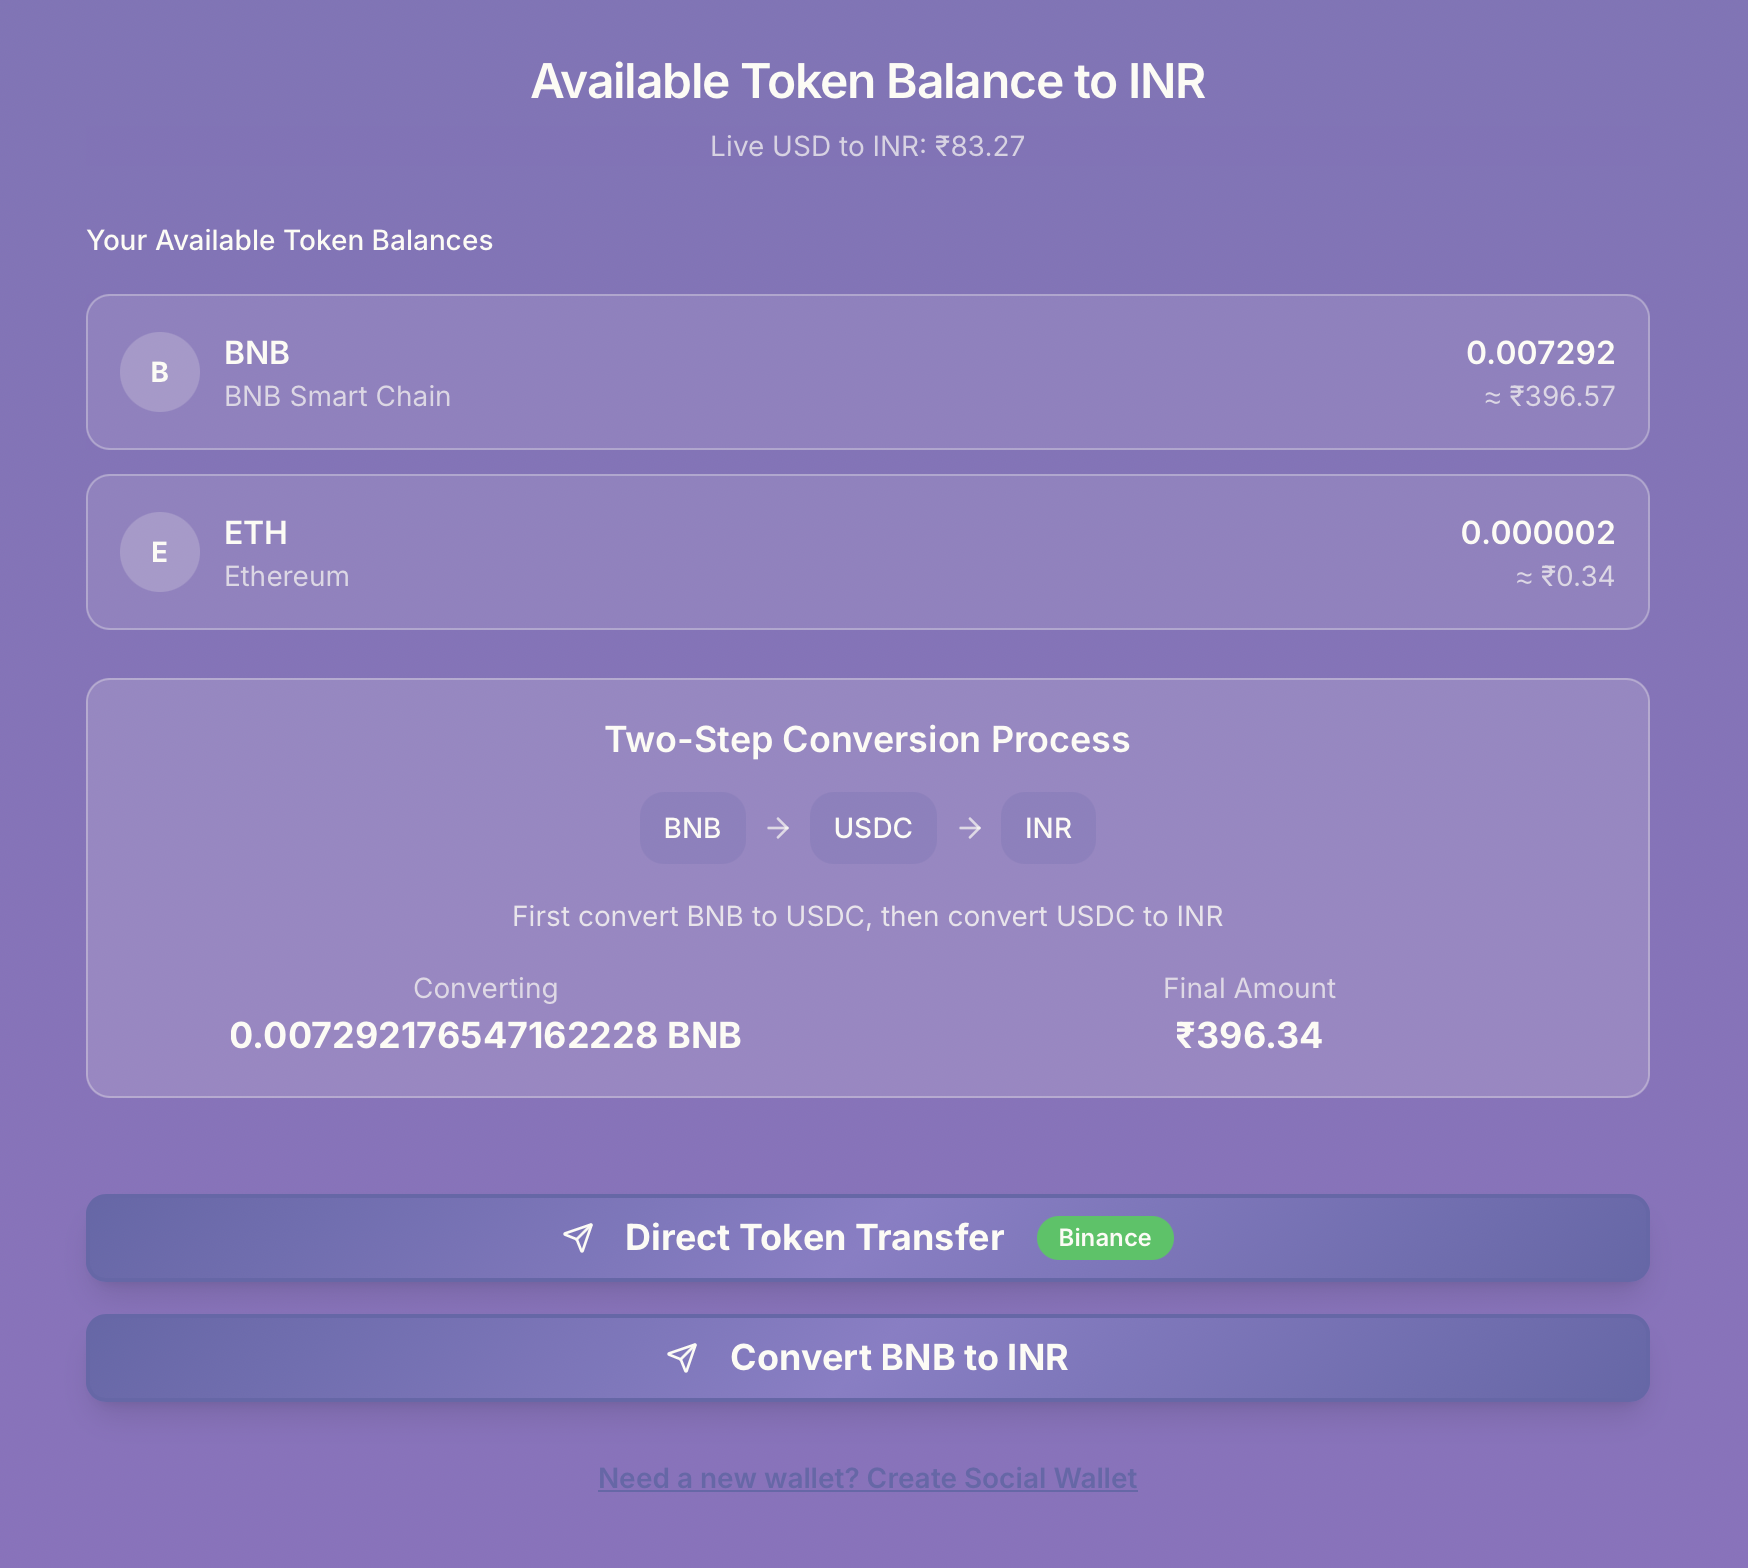 Available Token Balance to INR
Live USD to INR: ₹83.27
Your Available Token Balances
B
BNB
BNB Smart Chain
0.007292
≈ ₹396.57
E
ETH
Ethereum
0.000002
≈ ₹0.34
Two-Step Conversion Process
BNB → USDC → INR
First convert BNB to USDC, then convert USDC to INR
Converting
0.007292176547162228 BNB
Final Amount
₹396.34
Direct Token Transfer Binance
Convert BNB to INR
Need a new wallet? Create Social Wallet